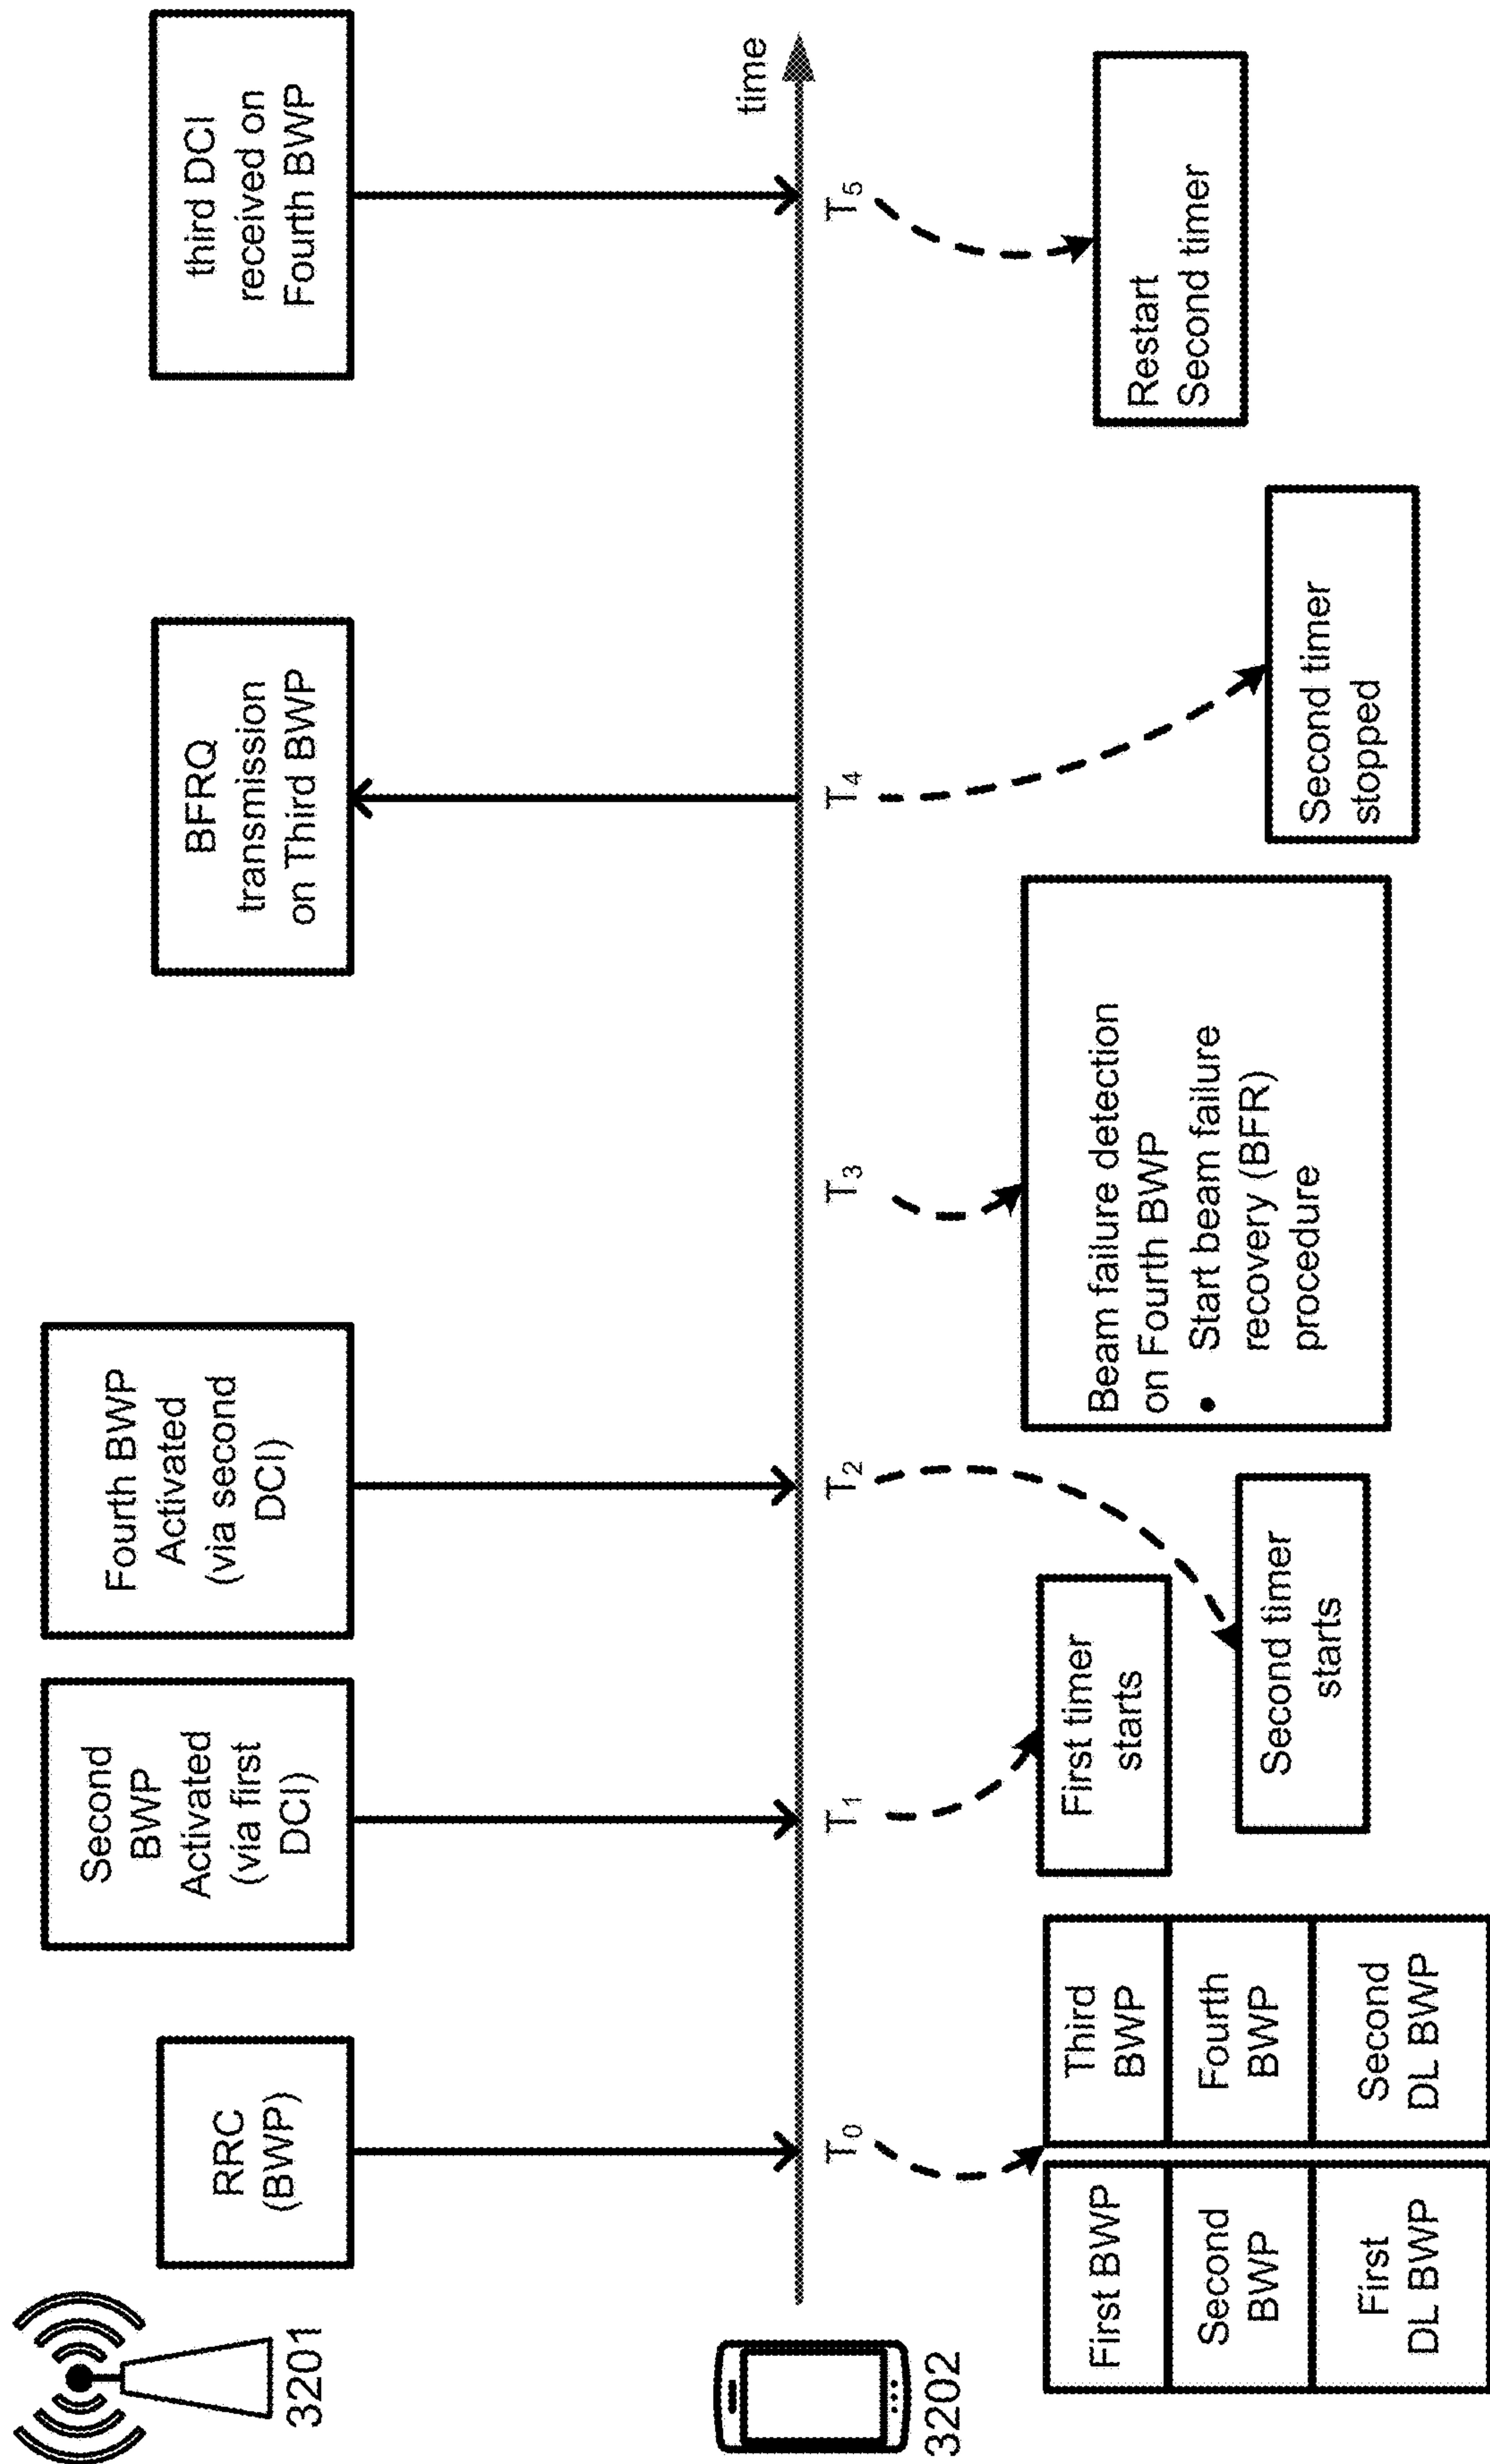 3201
RRC
(BWP)
Second
BWP
Activated
(via first
DCI)
Fourth BWP
Activated
(via second
DCI)
BFRQ
transmission
on Third BWP
third DCI
received on
Fourth BWP
3202
time
T0
T1
T2
T3
T4
T5
First BWP
Second
BWP
First
DL BWP
Third
BWP
Fourth
BWP
Second
DL BWP
First timer
starts
Second timer
starts
Beam failure detection
on Fourth BWP
• Start beam failure
recovery (BFR)
procedure
Second timer
stopped
Restart
Second timer